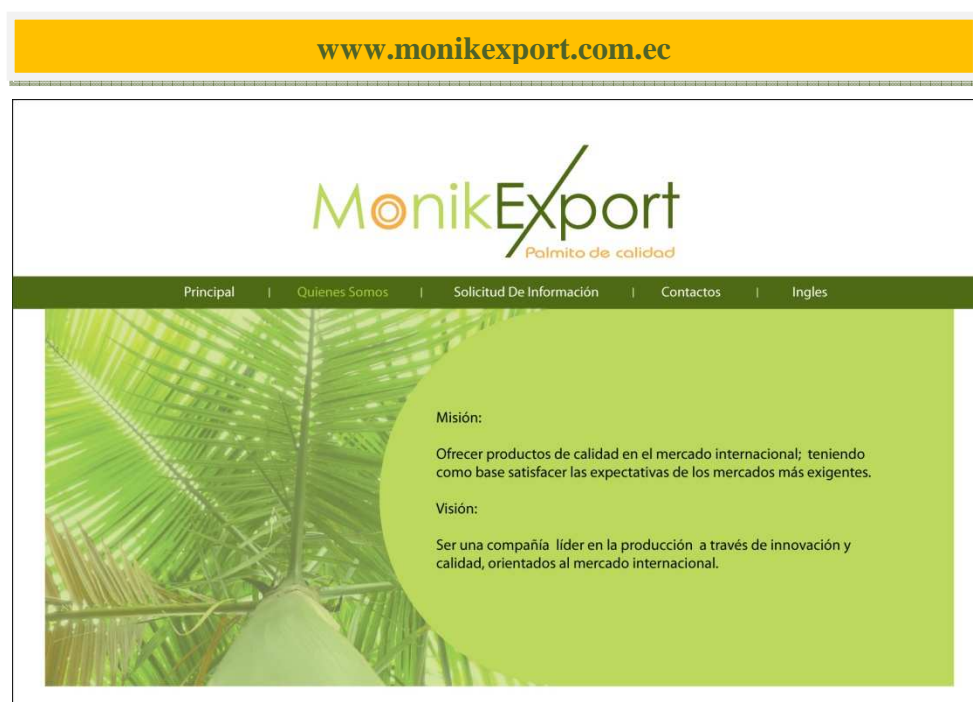 www.monikexport.com.ec
MonikExport
Palmito de calidad
Principal | Quienes Somos | Solicitud De Información | Contactos | Ingles
Misión:
Ofrecer productos de calidad en el mercado internacional; teniendo
como base satisfacer las expectativas de los mercados más exigentes.
Visión:
Ser una compañía líder en la producción a través de innovación y
calidad, orientados al mercado internacional.